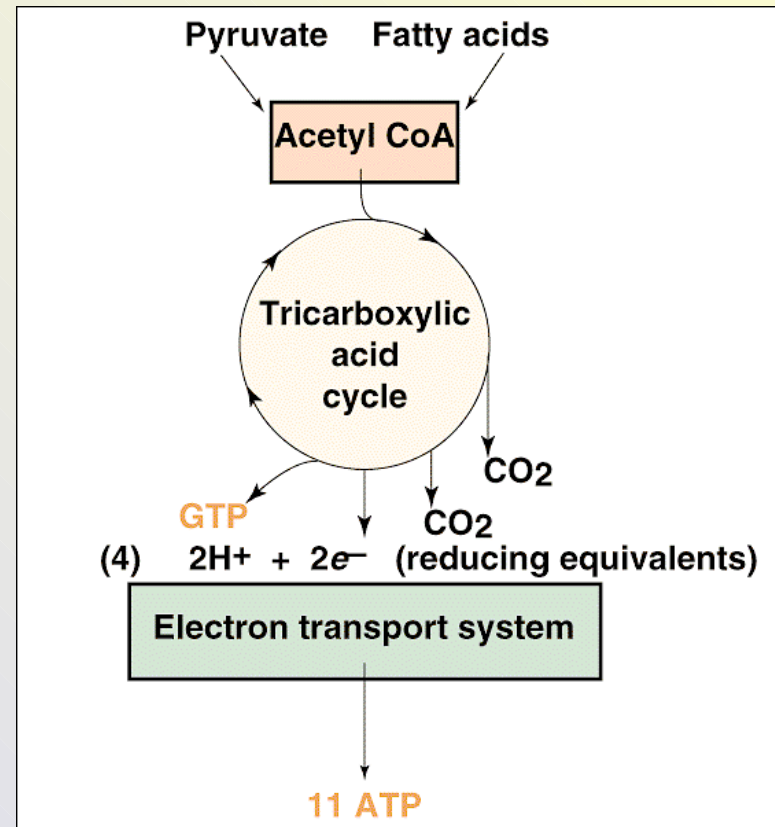 Pyruvate Fatty acids
Acetyl CoA
Tricarboxylic
acid
cycle
CO2
GTP
CO2
(4) 2H+ + 2e− (reducing equivalents)
Electron transport system
11 ATP